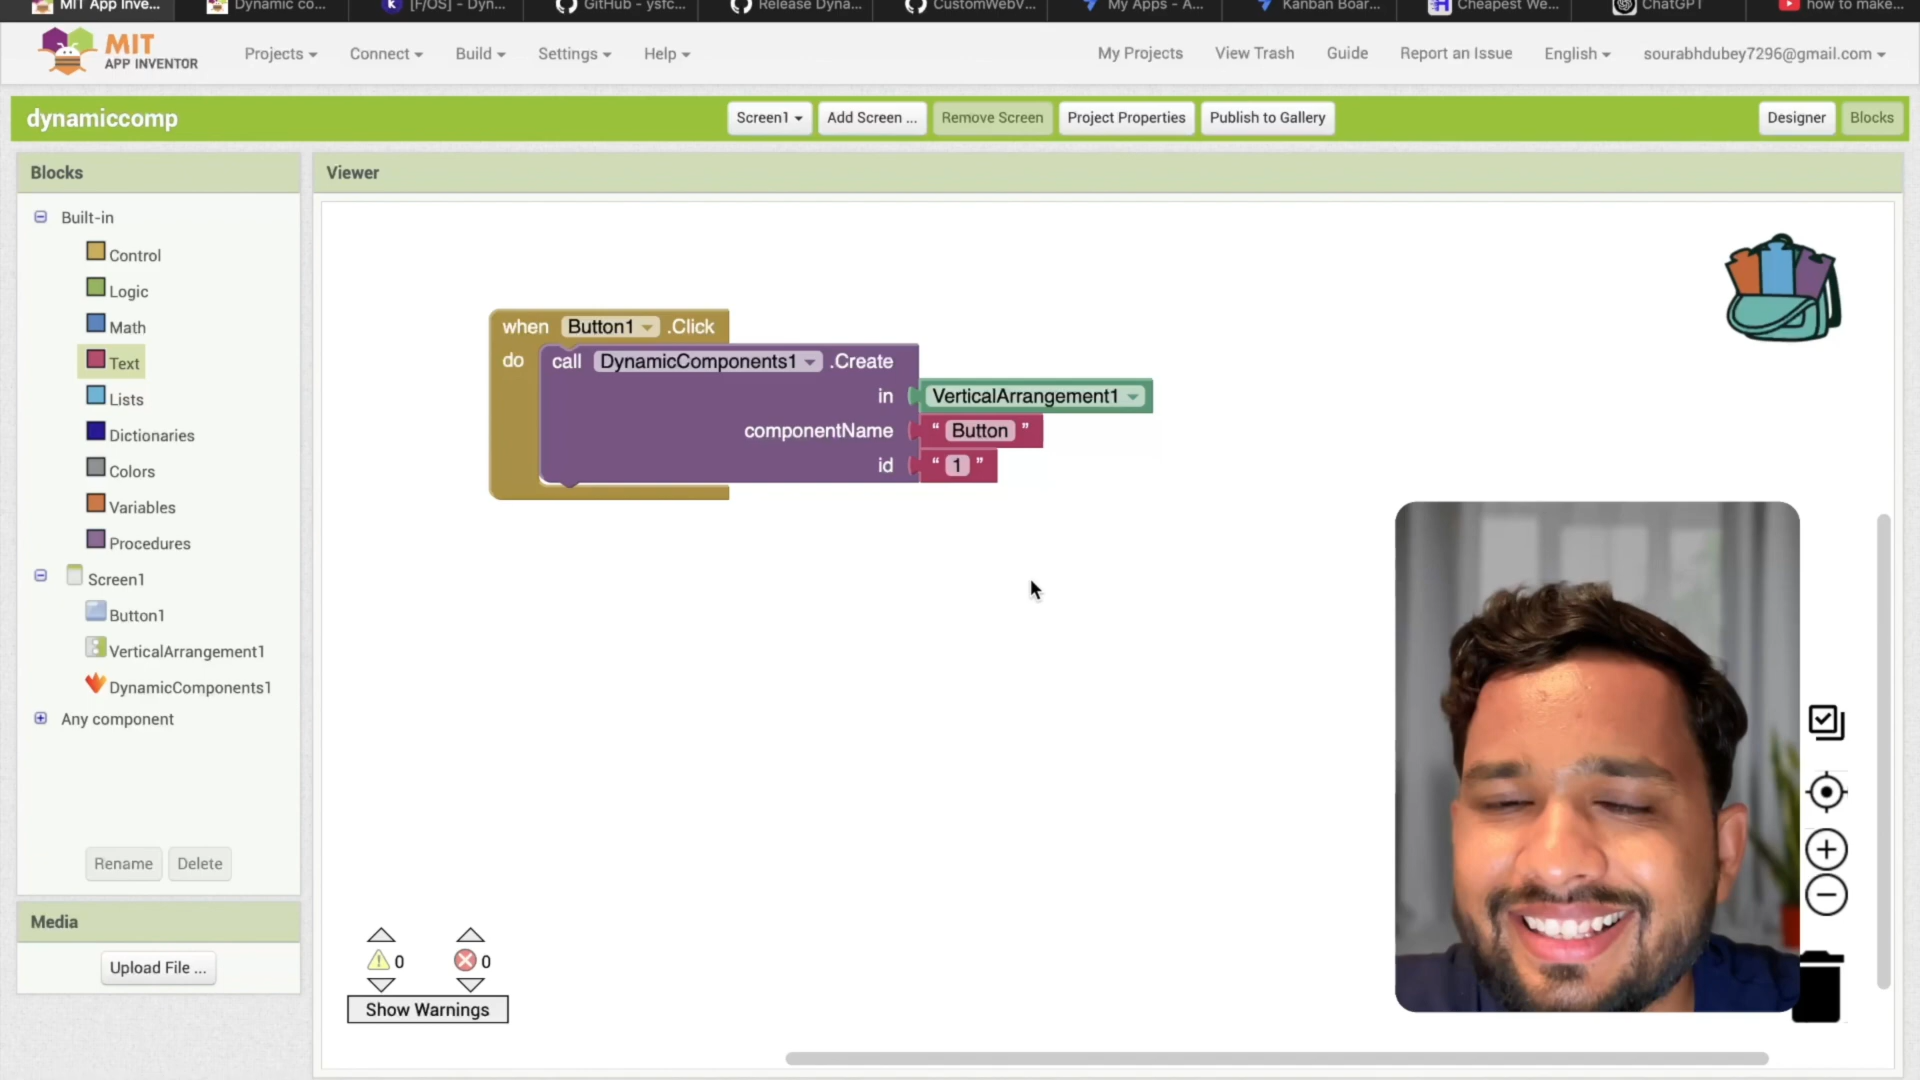 MIT App Inve...
Dynamic co...
[F/OS] - Dyn...
GitHub - ysfc...
Release Dyna...
CustomWebV...
My Apps - A...
Kanban Boar...
Cheapest We...
ChatGPT
how to make...
MIT
APP INVENTOR
Projects
Connect
Build
Settings
Help
My Projects
View Trash
Guide
Report an Issue
English
sourabhdubey7296@gmail.com
dynamiccomp
Screen1
Add Screen ...
Remove Screen
Project Properties
Publish to Gallery
Designer
Blocks
Blocks
Viewer
Built-in
Control
Logic
Math
Text
Lists
Dictionaries
Colors
Variables
Procedures
Screen1
Button1
VerticalArrangement1
DynamicComponents1
Any component
Rename
Delete
Media
Upload File ...
when Button1 .Click
do call DynamicComponents1 .Create
in VerticalArrangement1
componentName “ Button ”
id “ 1 ”
0
0
Show Warnings